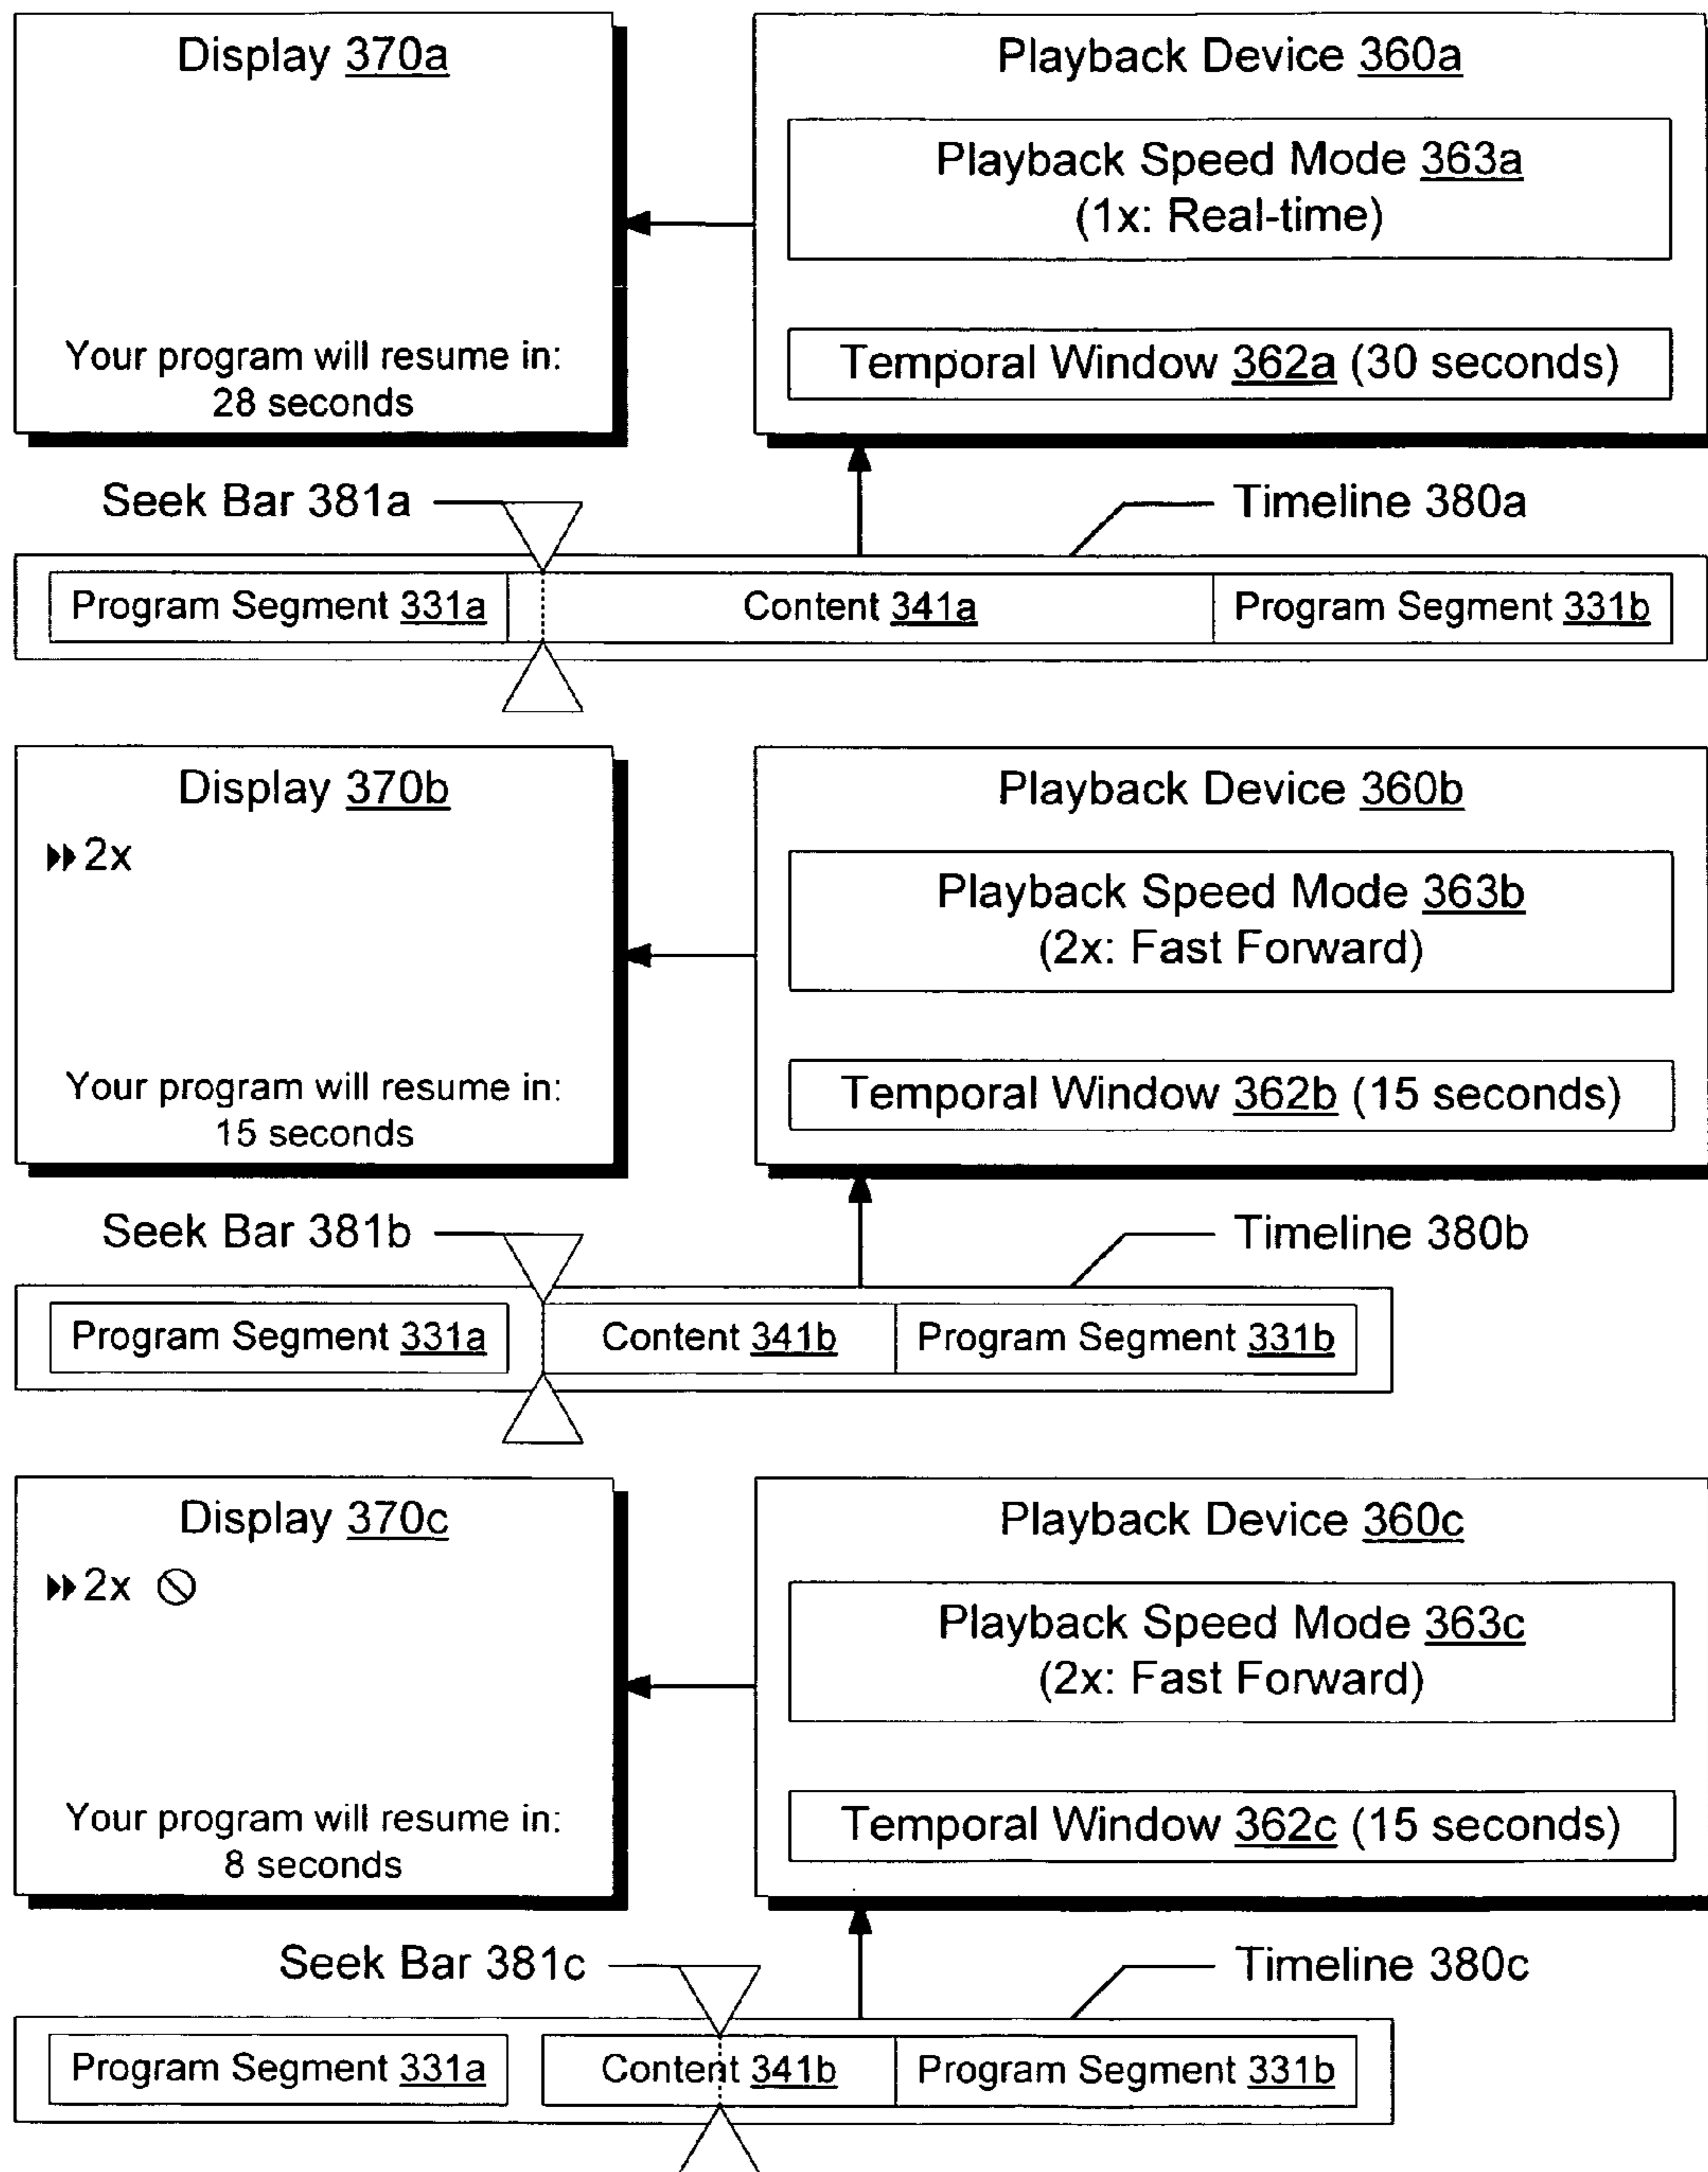 Display 370a
Your program will resume in:
28 seconds
Playback Device 360a
Playback Speed Mode 363a
(1x: Real-time)
Temporal Window 362a (30 seconds)
Seek Bar 381a
Timeline 380a
Program Segment 331a
Content 341a
Program Segment 331b
Display 370b
2x
Your program will resume in:
15 seconds
Playback Device 360b
Playback Speed Mode 363b
(2x: Fast Forward)
Temporal Window 362b (15 seconds)
Seek Bar 381b
Timeline 380b
Program Segment 331a
Content 341b
Program Segment 331b
Display 370c
2x
Your program will resume in:
8 seconds
Playback Device 360c
Playback Speed Mode 363c
(2x: Fast Forward)
Temporal Window 362c (15 seconds)
Seek Bar 381c
Timeline 380c
Program Segment 331a
Content 341b
Program Segment 331b